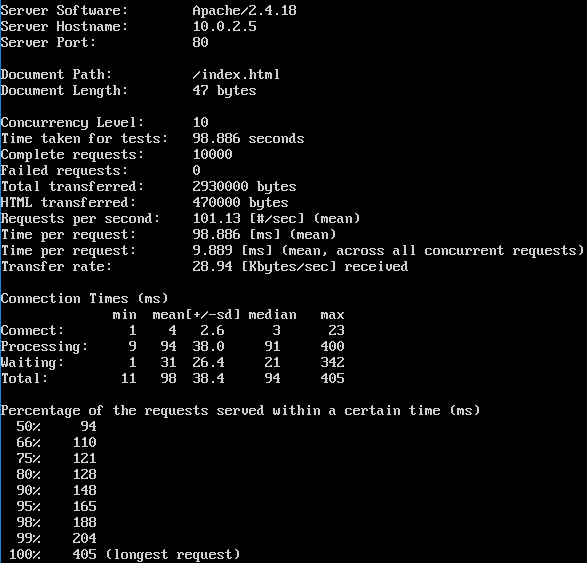 Server Software:        Apache/2.4.18
Server Hostname:        10.0.2.5
Server Port:            80

Document Path:          /index.html
Document Length:        47 bytes

Concurrency Level:      10
Time taken for tests:   98.886 seconds
Complete requests:      10000
Failed requests:        0
Total transferred:      2930000 bytes
HTML transferred:       470000 bytes
Requests per second:    101.13 [#/sec] (mean)
Time per request:       98.886 [ms] (mean)
Time per request:       9.889 [ms] (mean, across all concurrent requests)
Transfer rate:          28.94 [Kbytes/sec] received

Connection Times (ms)
              min  mean[+/-sd] median   max
Connect:        1    4   2.6      3      23
Processing:     9   94  38.0     91     400
Waiting:        1   31  26.4     21     342
Total:         11   98  38.4     94     405

Percentage of the requests served within a certain time (ms)
  50%     94
  66%    110
  75%    121
  80%    128
  90%    148
  95%    165
  98%    188
  99%    204
 100%    405 (longest request)